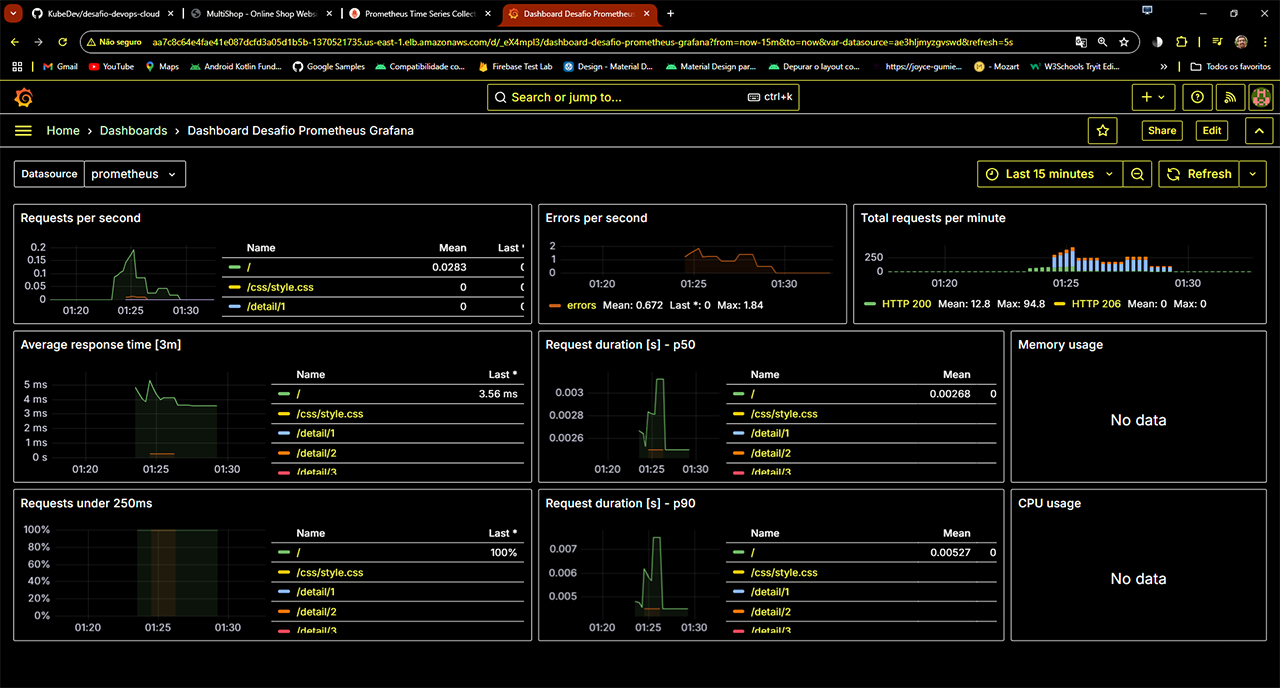 KubeDev/desafio-devops-cloud
MultiShop - Online Shop Webs
Prometheus Time Series Collect
Dashboard Desafio Prometheus
Não seguro
aa7c8c64e4fae41e087dcfd3a05d1b5b-1370521735.us-east-1.elb.amazonaws.com/d/_eX4mpl3/dashboard-desafio-prometheus-grafana?from=now-15m&to=now&var-datasource=ae3hljmyzgvswd&refresh=5s
Gmail
YouTube
Maps
Android Kotlin Fund...
Google Samples
Compatibilidade co...
Firebase Test Lab
Design - Material D...
Material Design par...
Depurar o layout co...
https://joyce-gumie...
- Mozart
W3Schools Tryit Edi...
Todos os favoritos
Search or jump to...
ctrl+k
Home › Dashboards › Dashboard Desafio Prometheus Grafana
Share
Edit
Datasource
prometheus
Last 15 minutes
Refresh
Requests per second
0.2
0.15
0.1
0.05
0
01:20 01:25 01:30
Name Mean Last *
/ 0.0283 0
/css/style.css 0 0
/detail/1 0 0
Errors per second
2
1
0
01:20 01:25 01:30
errors Mean: 0.672 Last *: 0 Max: 1.84
Total requests per minute
250
0
01:20 01:25 01:30
HTTP 200 Mean: 12.8 Max: 94.8 HTTP 206 Mean: 0 Max: 0
Average response time [3m]
5 ms
4 ms
3 ms
2 ms
1 ms
0 s
01:20 01:25 01:30
Name Last *
/ 3.56 ms
/css/style.css
/detail/1
/detail/2
/detail/3
Request duration [s] - p50
0.003
0.0028
0.0026
01:20 01:25 01:30
Name Mean
/ 0.00268 0
/css/style.css
/detail/1
/detail/2
/detail/3
Memory usage
No data
Requests under 250ms
100%
80%
60%
40%
20%
0%
01:20 01:25 01:30
Name Last *
/ 100%
/css/style.css
/detail/1
/detail/2
/detail/3
Request duration [s] - p90
0.007
0.006
0.005
01:20 01:25 01:30
Name Mean
/ 0.00527 0
/css/style.css
/detail/1
/detail/2
/detail/3
CPU usage
No data